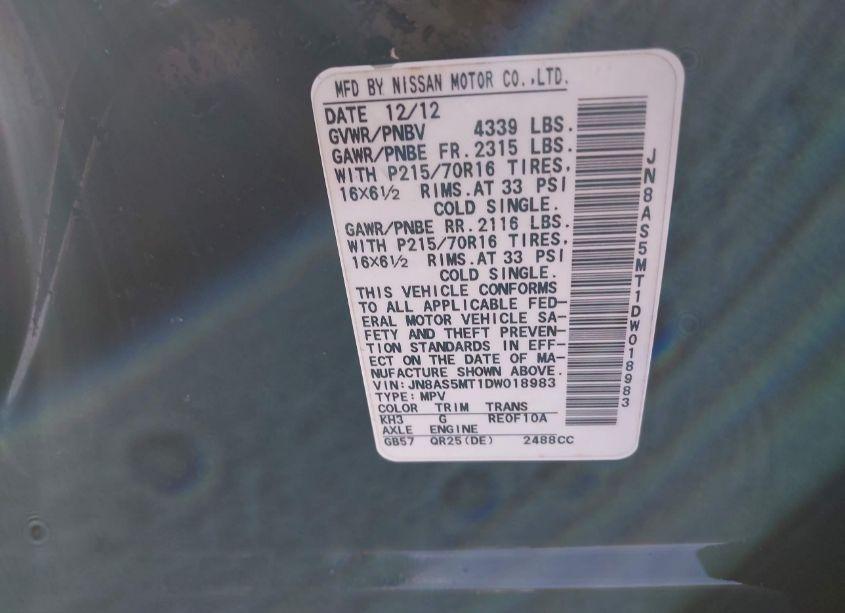 MFD BY NISSAN MOTOR CO.,LTD.
DATE 12/12
GVWR/PNBV 4339 LBS.
GAWR/PNBE FR. 2315 LBS.
WITH P215/70R16 TIRES,
16X6½ RIMS.AT 33 PSI
COLD SINGLE.
GAWR/PNBE RR. 2116 LBS.
WITH P215/70R16 TIRES,
16X6½ RIMS.AT 33 PSI
COLD SINGLE.
THIS VEHICLE CONFORMS
TO ALL APPLICABLE FED-
ERAL MOTOR VEHICLE SA-
FETY AND THEFT PREVEN-
TION STANDARDS IN EFF-
ECT ON THE DATE OF MA-
NUFACTURE SHOWN ABOVE.
VIN:JN8AS5MT1DW018983
TYPE: MPV
COLOR TRIM TRANS
KH3 G RE0F10A
AXLE ENGINE
GB57 QR25(DE) 2488CC
JN8AS5MT1DW018983